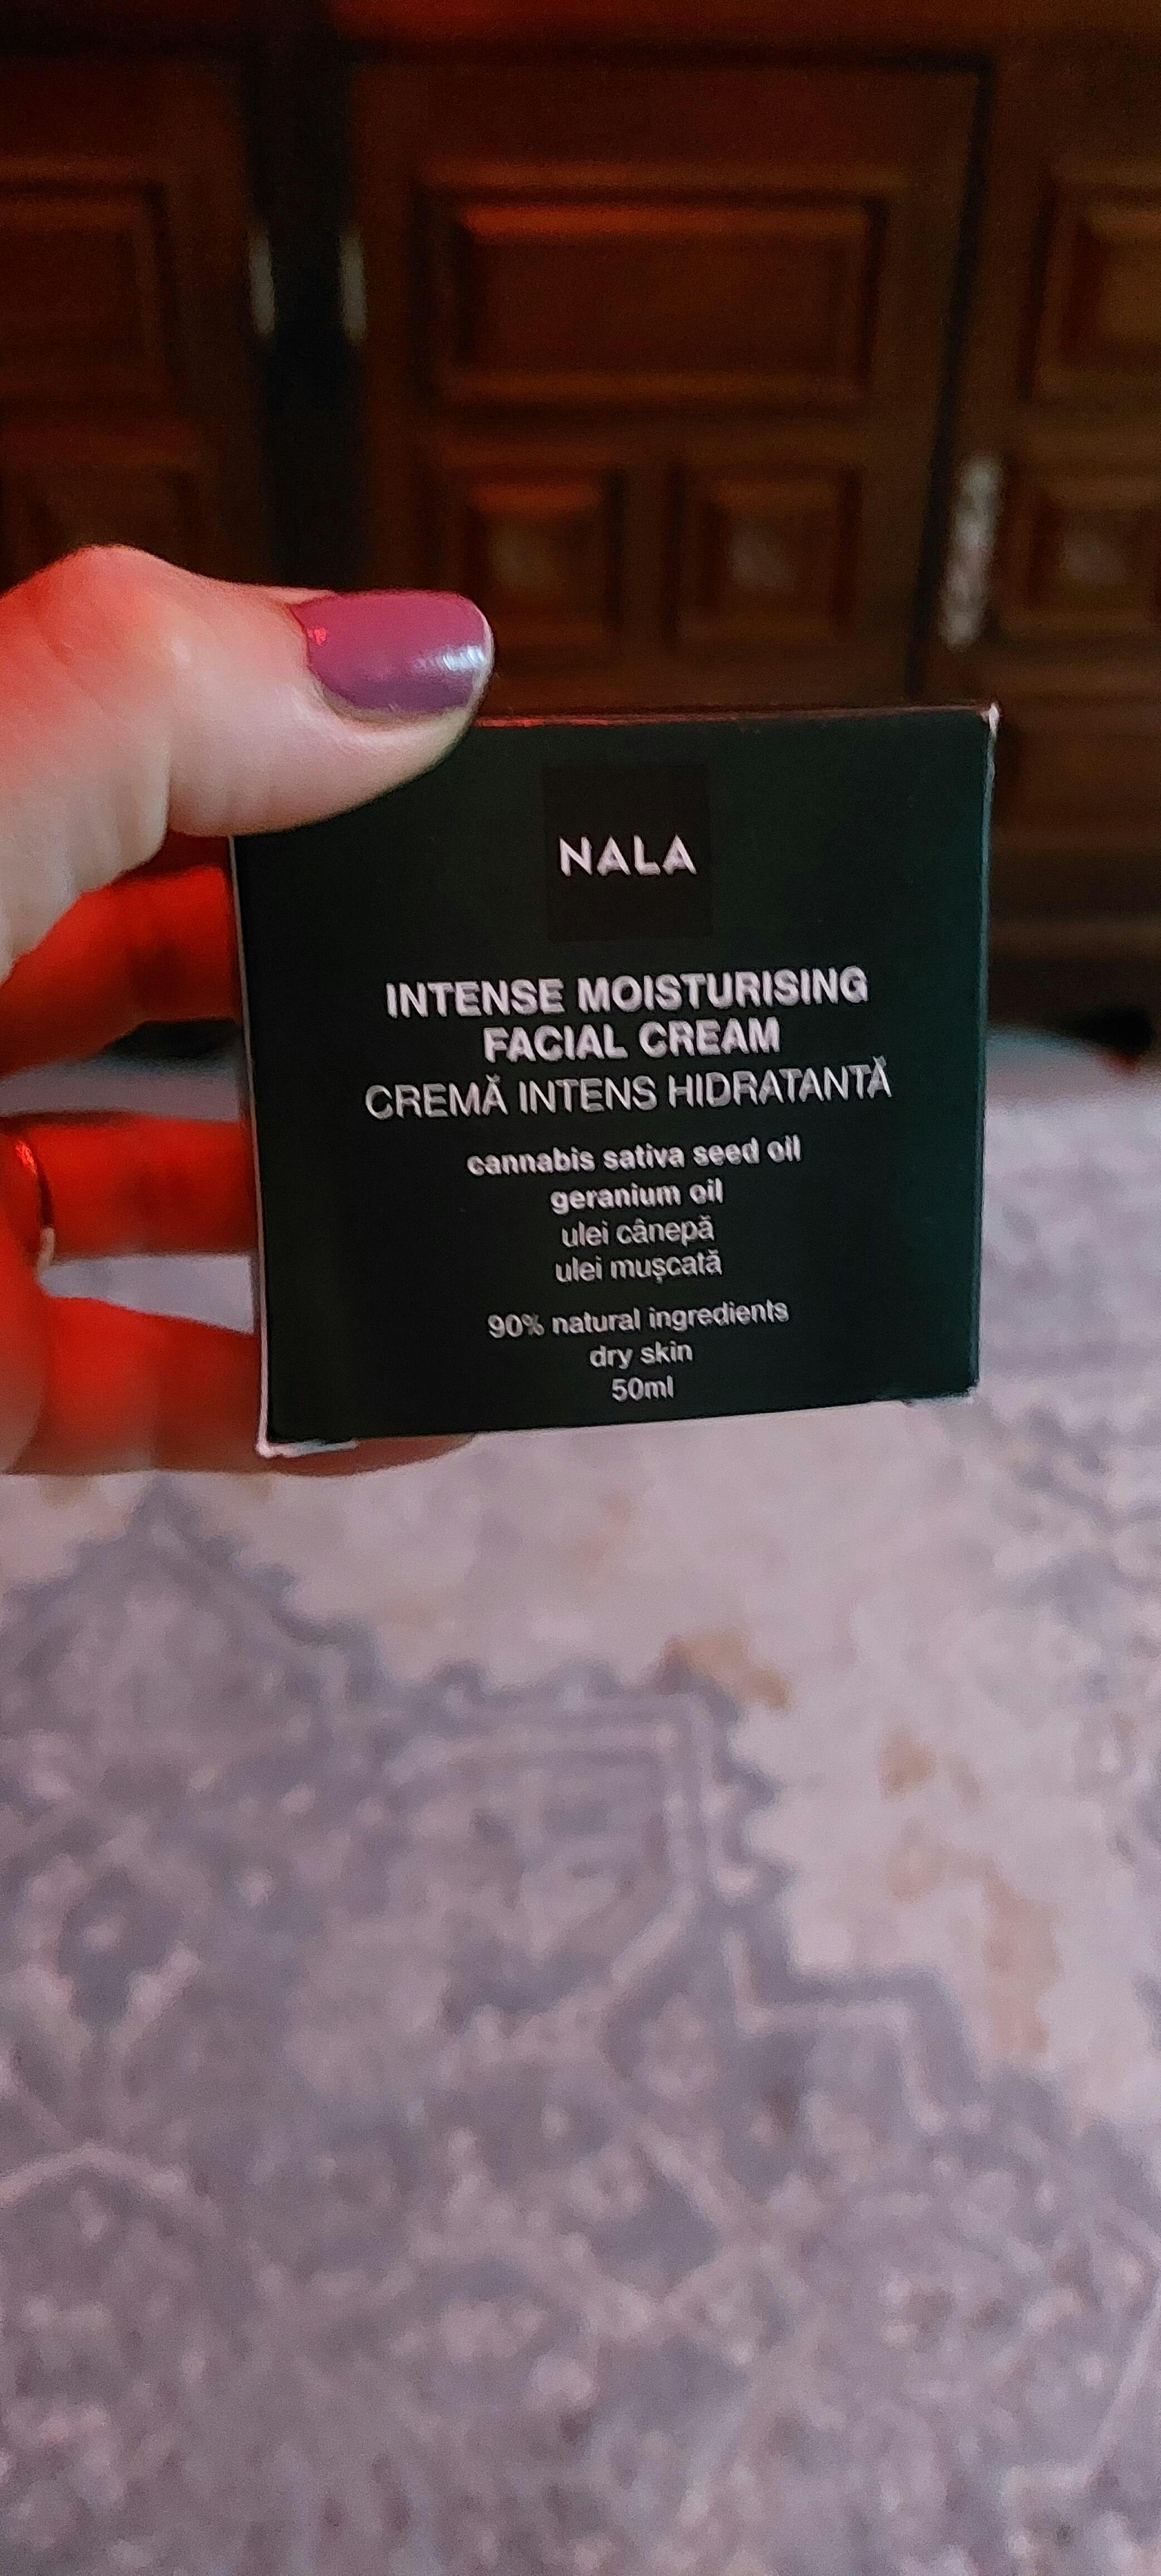 NALA
INTENSE MOISTURISING
FACIAL CREAM
CREMĂ INTENS HIDRATANTĂ
cannabis sativa seed oil
geranium oil
ulei cânepă
ulei mușcată
90% natural ingredients
dry skin
50ml